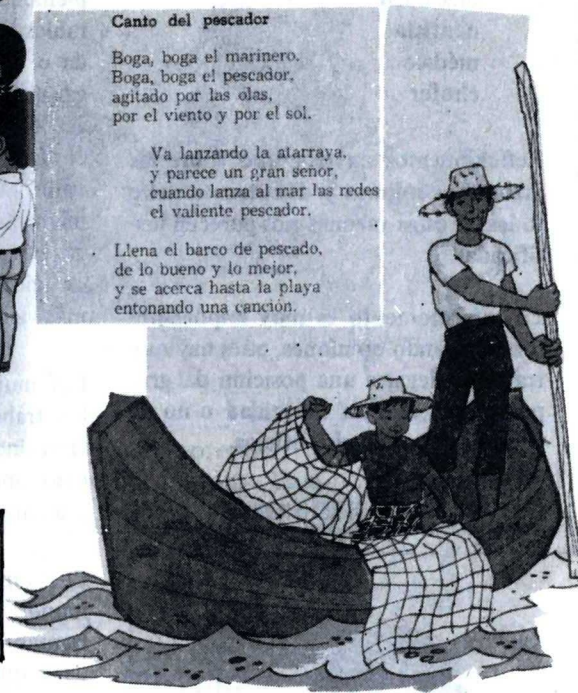 Canto del pescador
Boga, boga el marinero.
Boga, boga el pescador,
agitado por las olas,
por el viento y por el sol.
Va lanzando la atarraya,
y parece un gran señor,
cuando lanza al mar las redes
el valiente pescador.
Llena el barco de pescado,
de lo bueno y lo mejor,
y se acerca hasta la playa
entonando una canción.